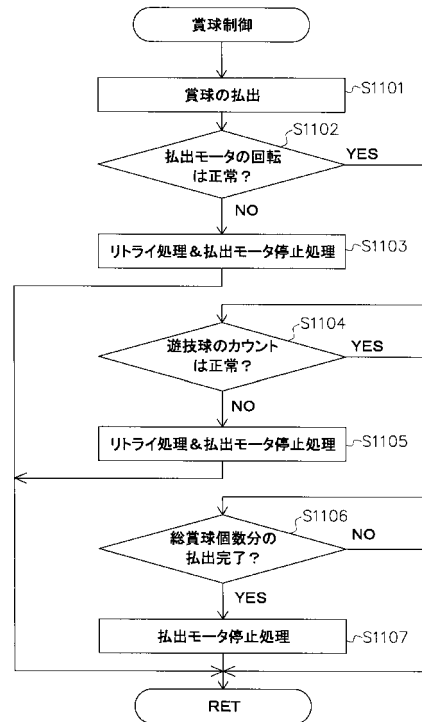 賞球制御
賞球の払出
S1101
S1102
払出モータの回転
は正常？
YES
NO
リトライ処理&払出モータ停止処理
S1103
S1104
遊技球のカウント
は正常？
YES
NO
リトライ処理&払出モータ停止処理
S1105
S1106
総賞球個数分の
払出完了？
NO
YES
払出モータ停止処理
S1107
RET